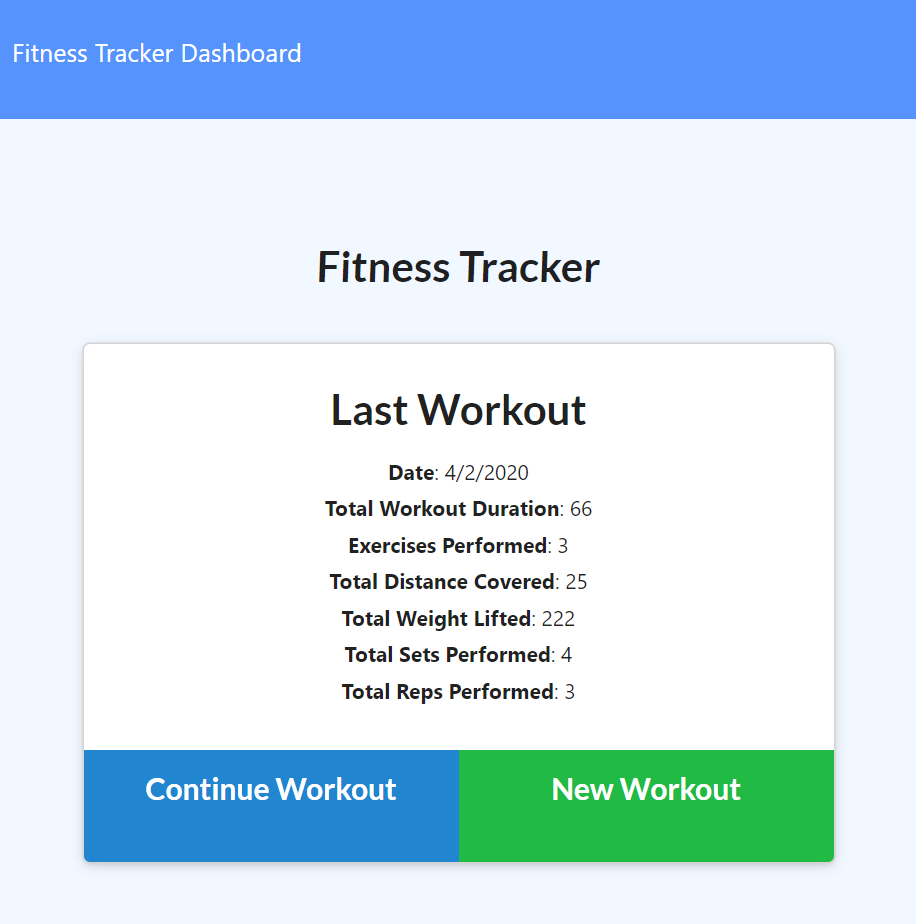 Fitness Tracker Dashboard
Fitness Tracker
Last Workout
Date: 4/2/2020
Total Workout Duration: 66
Exercises Performed: 3
Total Distance Covered: 25
Total Weight Lifted: 222
Total Sets Performed: 4
Total Reps Performed: 3
Continue Workout New Workout